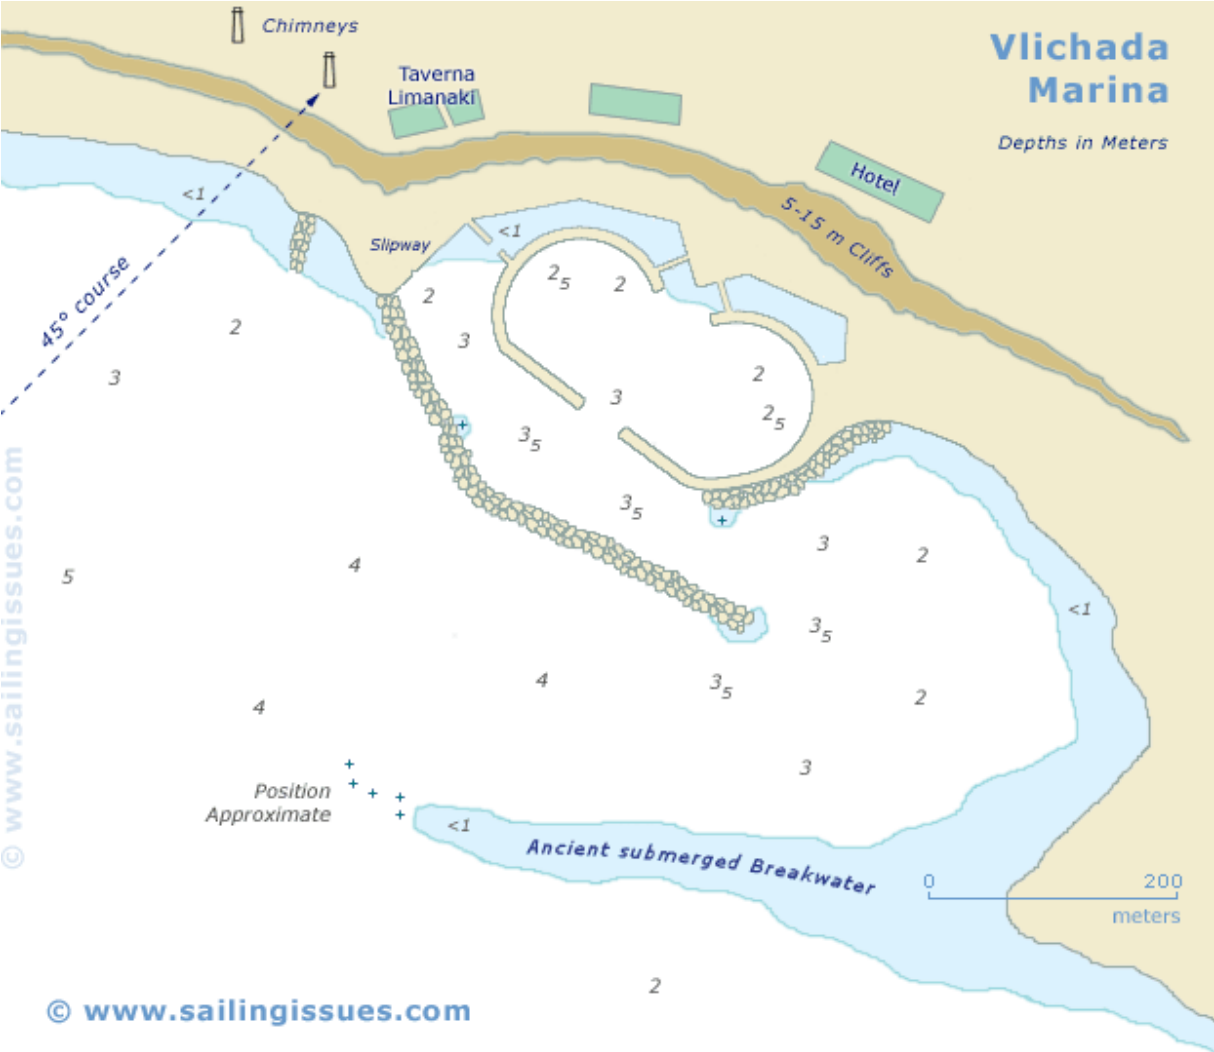 Chimneys
Vlichada
Marina
Taverna
Limanaki
Depths in Meters
Hotel
<1
5-15 m Cliffs
<1
Slipway
45° course
2
2₅
2
2
3
3
2
3
2₅
3₅
3₅
3
2
4
5
<1
3₅
4
3₅
2
4
3
Position
Approximate
<1
Ancient submerged Breakwater
0
200
meters
2
© www.sailingissues.com
© www.sailingissues.com